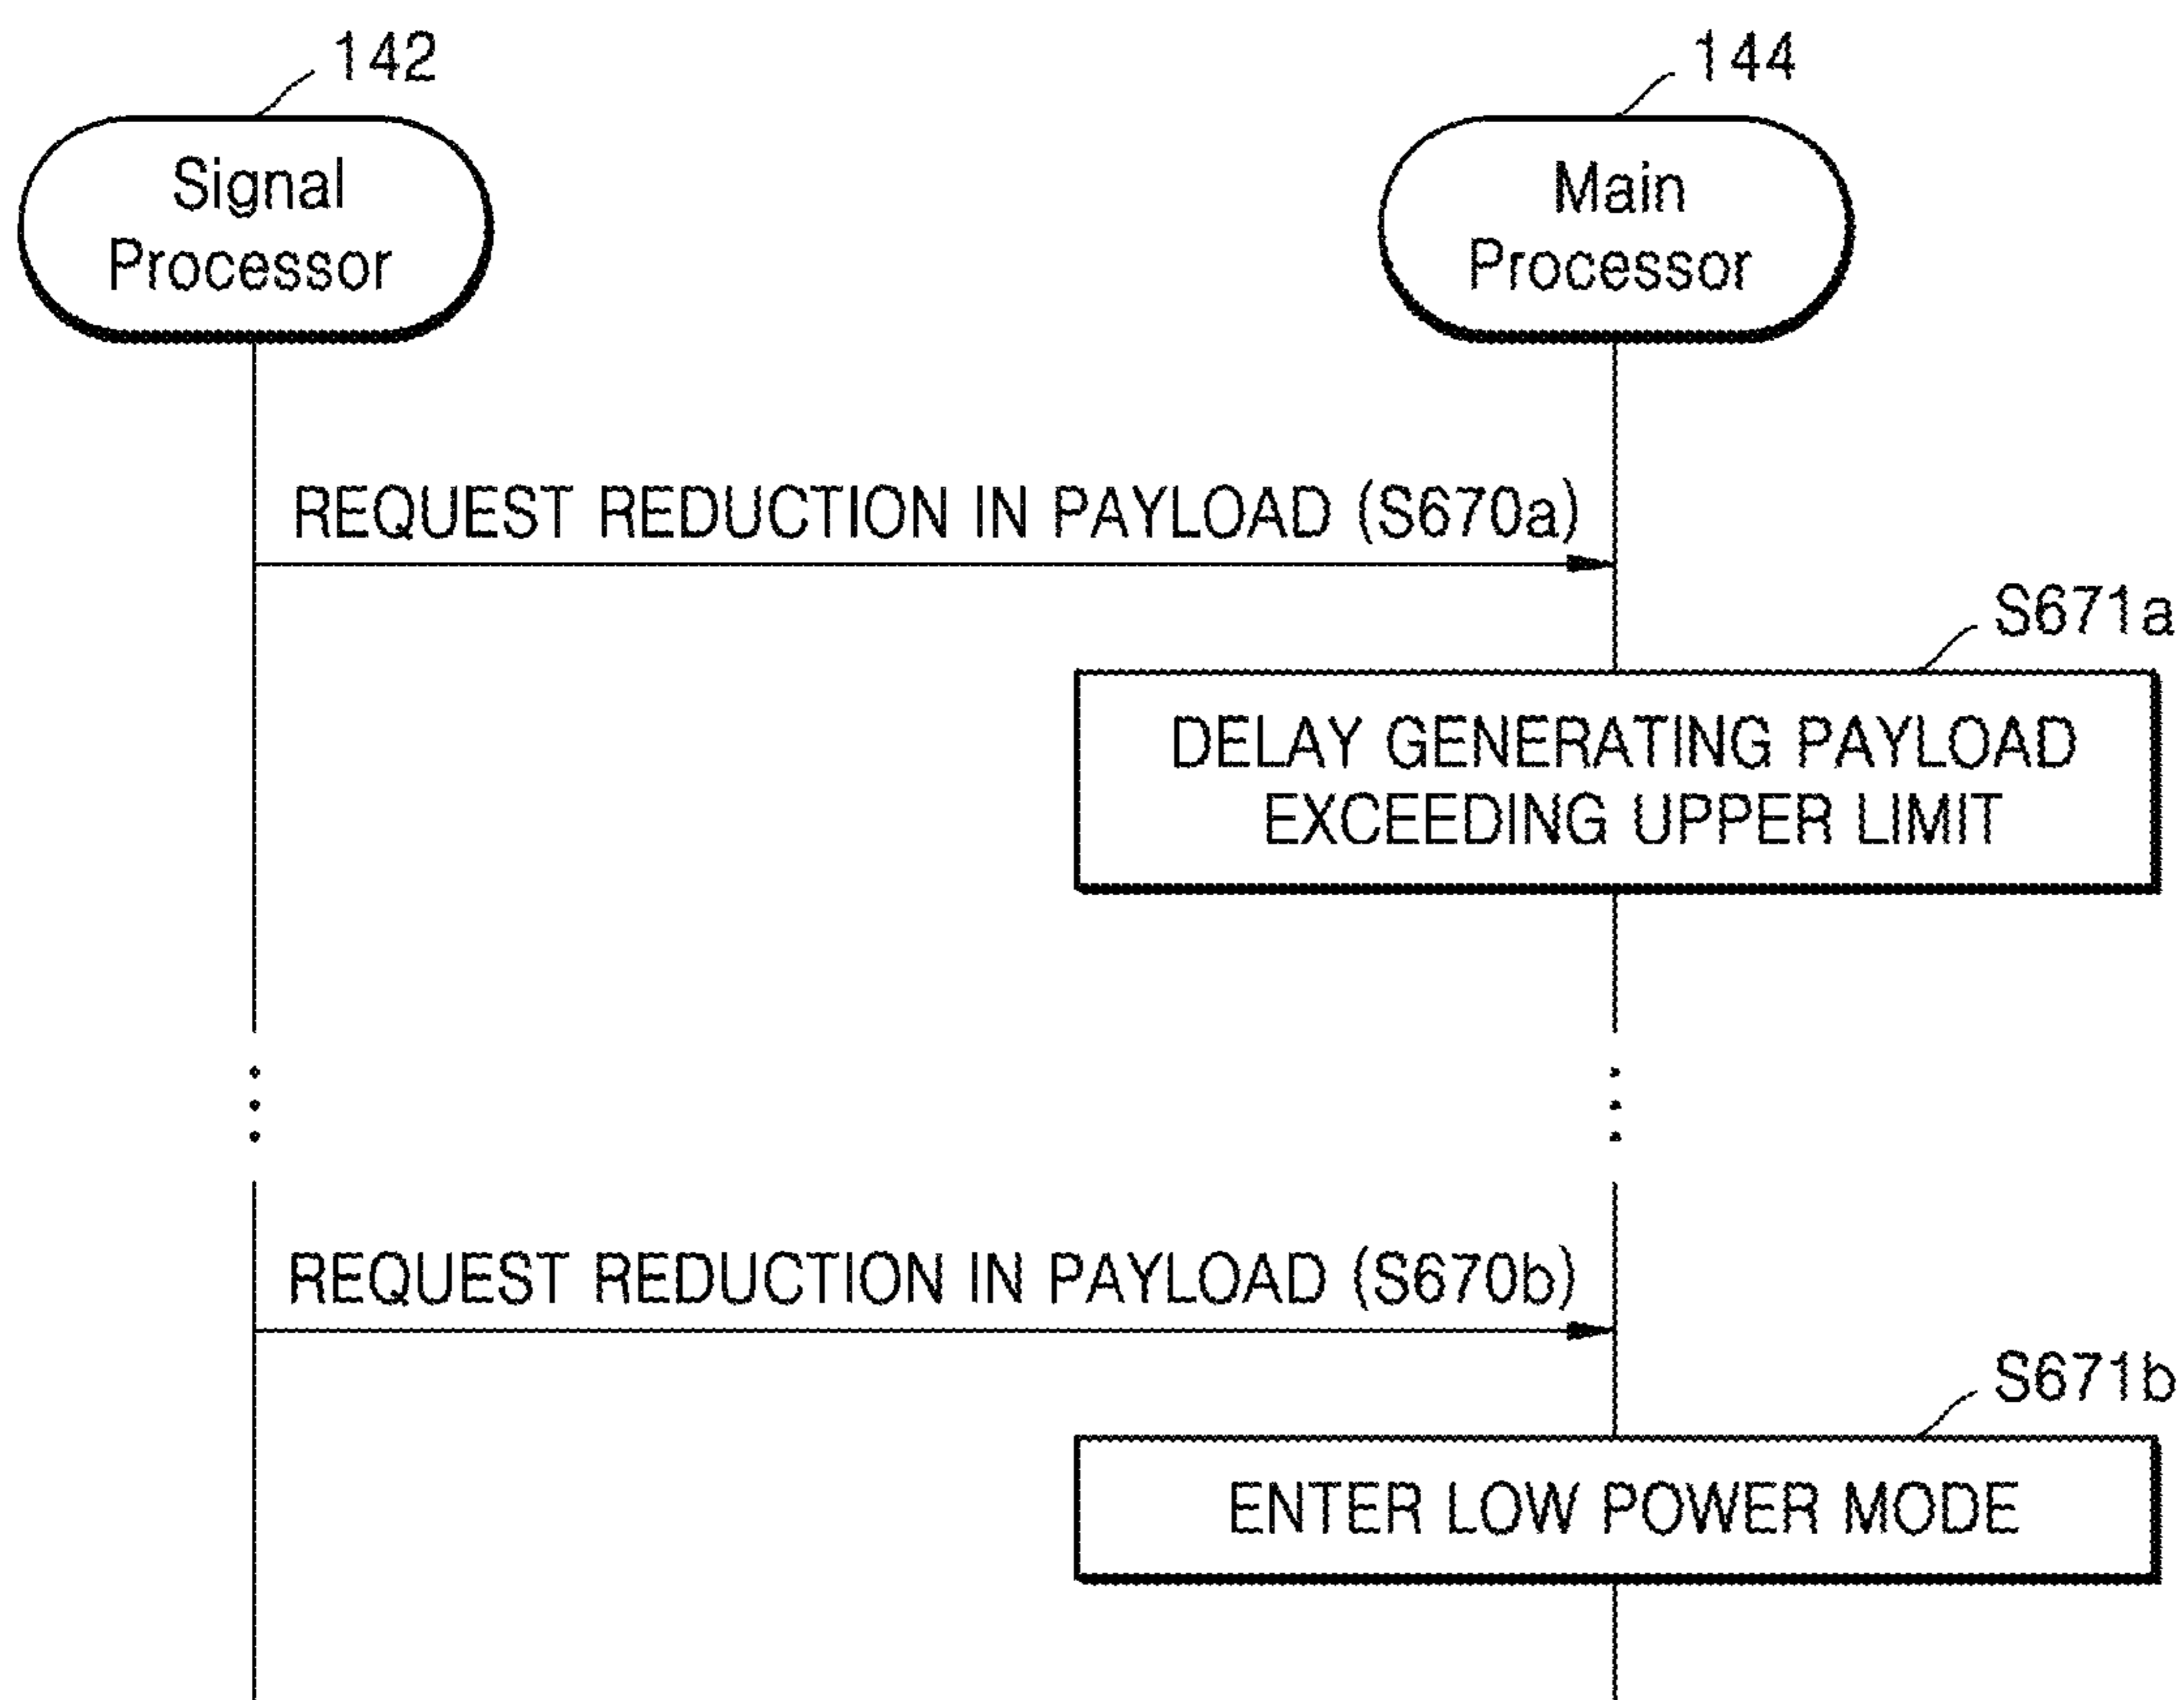 142
144
Signal
Processor
Main
Processor
REQUEST REDUCTION IN PAYLOAD (S670a)
S671a
DELAY GENERATING PAYLOAD
EXCEEDING UPPER LIMIT
REQUEST REDUCTION IN PAYLOAD (S670b)
S671b
ENTER LOW POWER MODE